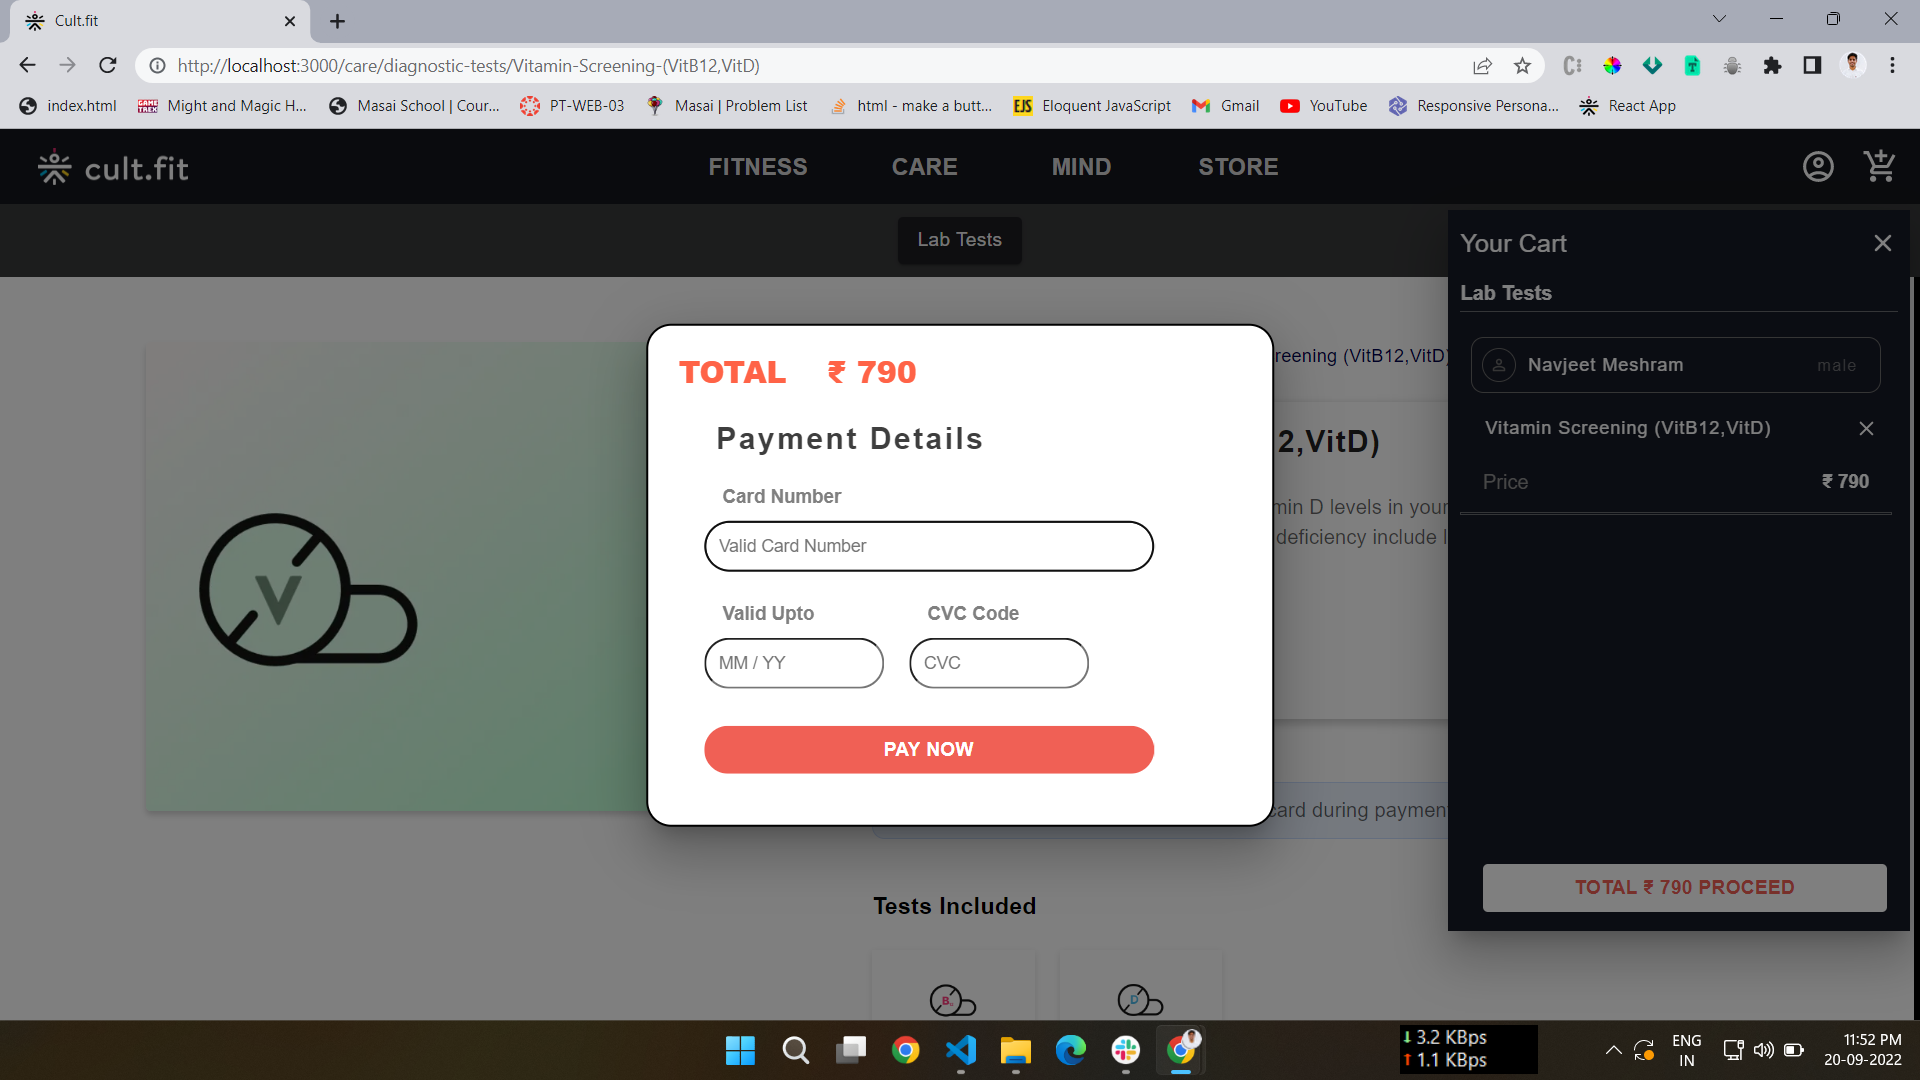 Cult.fit
http://localhost:3000/care/diagnostic-tests/Vitamin-Screening-(VitB12,VitD)
index.html
Might and Magic H...
Masai School | Cour...
PT-WEB-03
Masai | Problem List
html - make a butt...
EJS
Eloquent JavaScript
Gmail
YouTube
Responsive Persona...
React App
cult.fit
FITNESS
CARE
MIND
STORE
Lab Tests
Your Cart
Lab Tests
Navjeet Meshram
male
Vitamin Screening (VitB12,VitD)
Price
₹ 790
TOTAL ₹ 790 PROCEED
TOTAL ₹ 790
Payment Details
Card Number
Valid Card Number
Valid Upto
CVC Code
MM / YY
CVC
PAY NOW
reening (VitB12,VitD)
2,VitD)
min D levels in your
deficiency include l
card during payment
V
Tests Included
B
D
3.2 KBps
1.1 KBps
ENG
IN
11:52 PM
20-09-2022